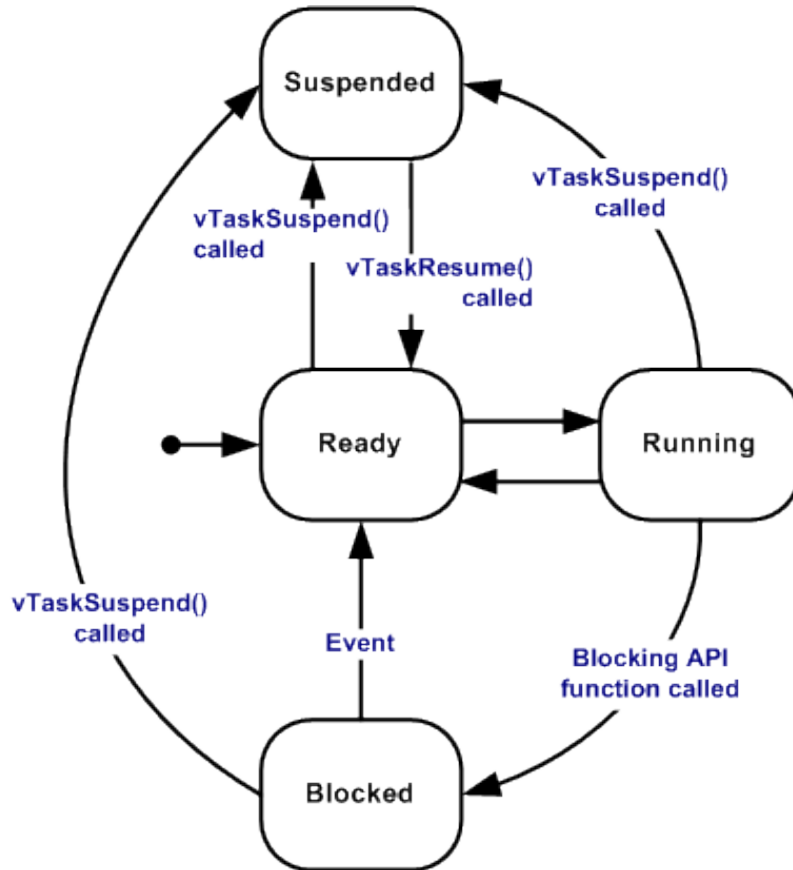 Suspended
vTaskSuspend()
called
vTaskSuspend()
called
vTaskResume()
called
Ready
Running
vTaskSuspend()
called
Event
Blocking API
function called
Blocked